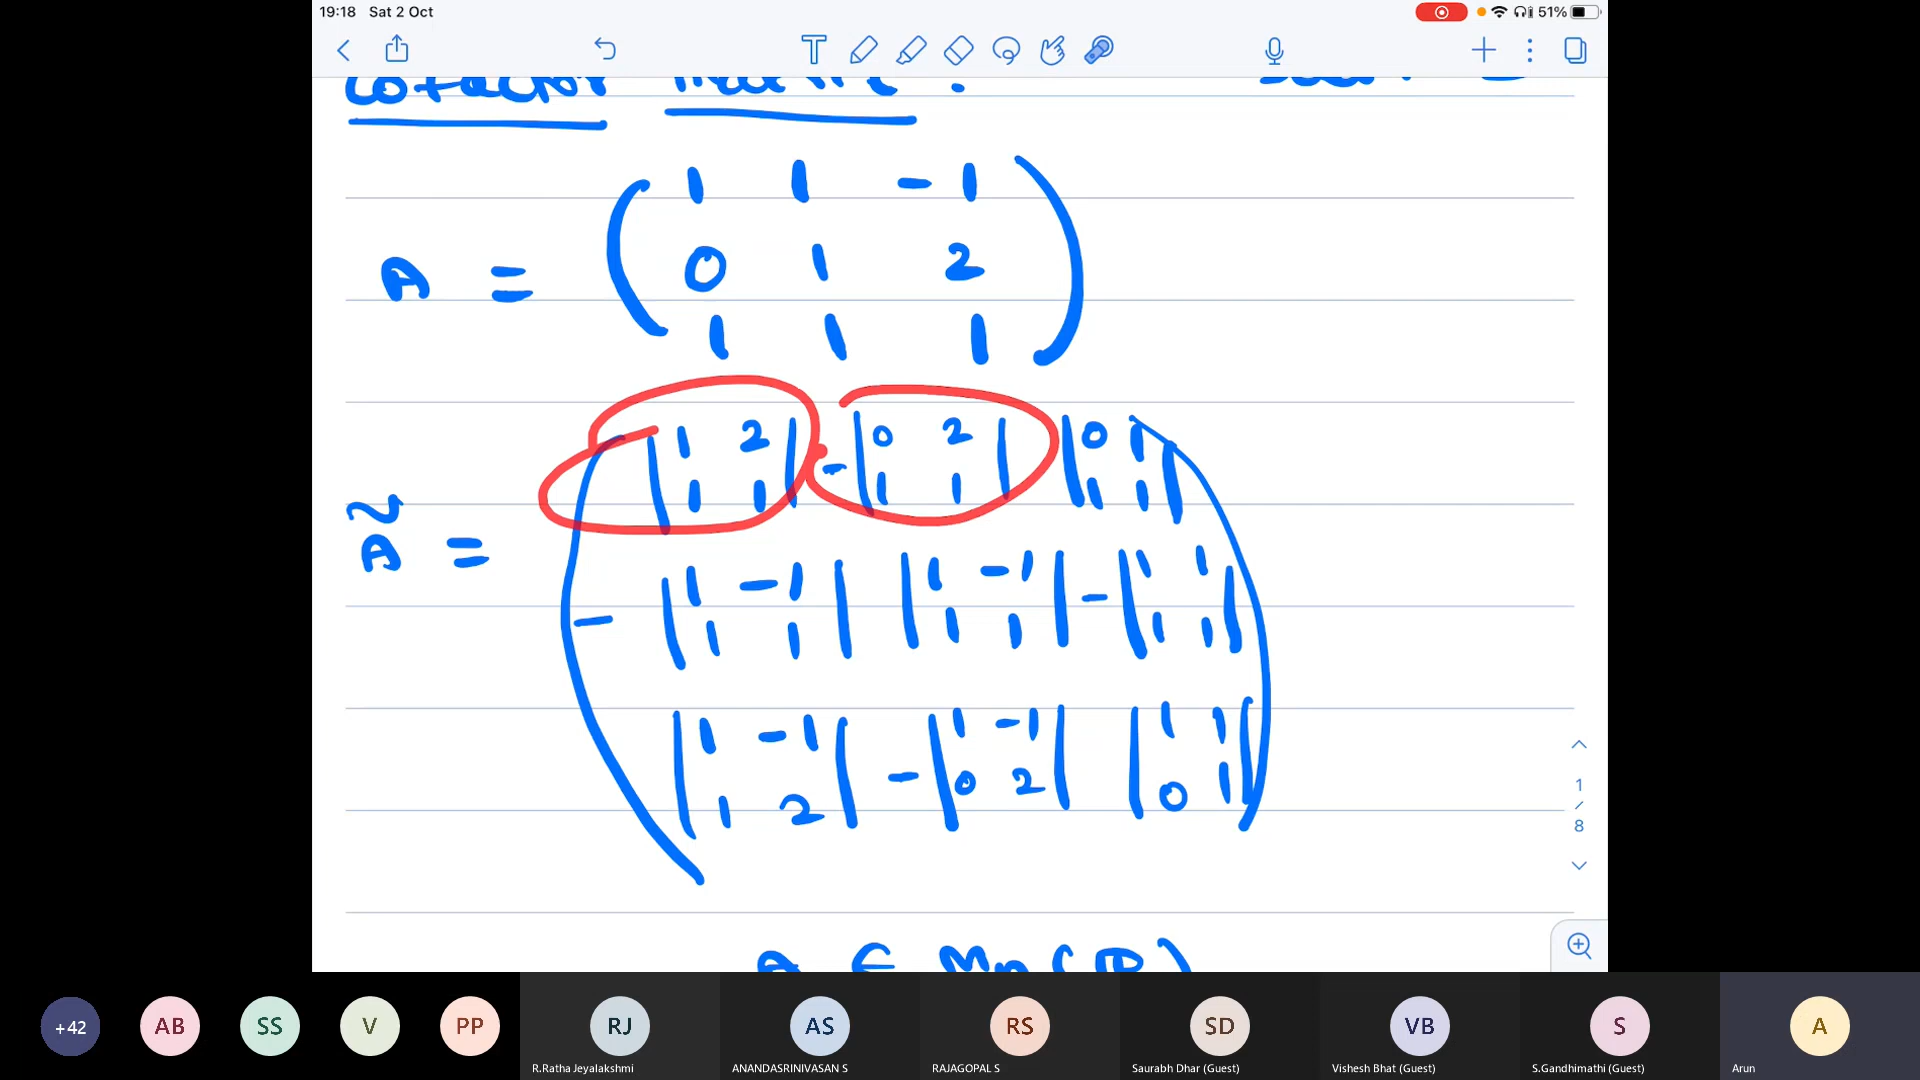 19:18 Sat 2 Oct 51%
cofactor matrix :
A = ( 1 1 -1
0 1 2
1 1 1 )
Ã = ( | 1 2 | - | 0 2 | | 0 1 |
| 1 1 | | 1 1 | | 1 1 |
- | 1 -1 | | 1 -1 | - | 1 1 |
| 1 1 | | 1 1 | | 1 1 |
| 1 -1 | - | 1 -1 | | 1 1 |
| 1 2 | | 0 2 | | 0 1 | )
1
/
8
A ∈ Mn(
+42 AB SS V PP RJ AS RS SD VB S A
R.Ratha Jeyalakshmi ANANDASRINIVASAN S RAJAGOPAL S Saurabh Dhar (Guest) Vishesh Bhat (Guest) S.Gandhimathi (Guest) Arun